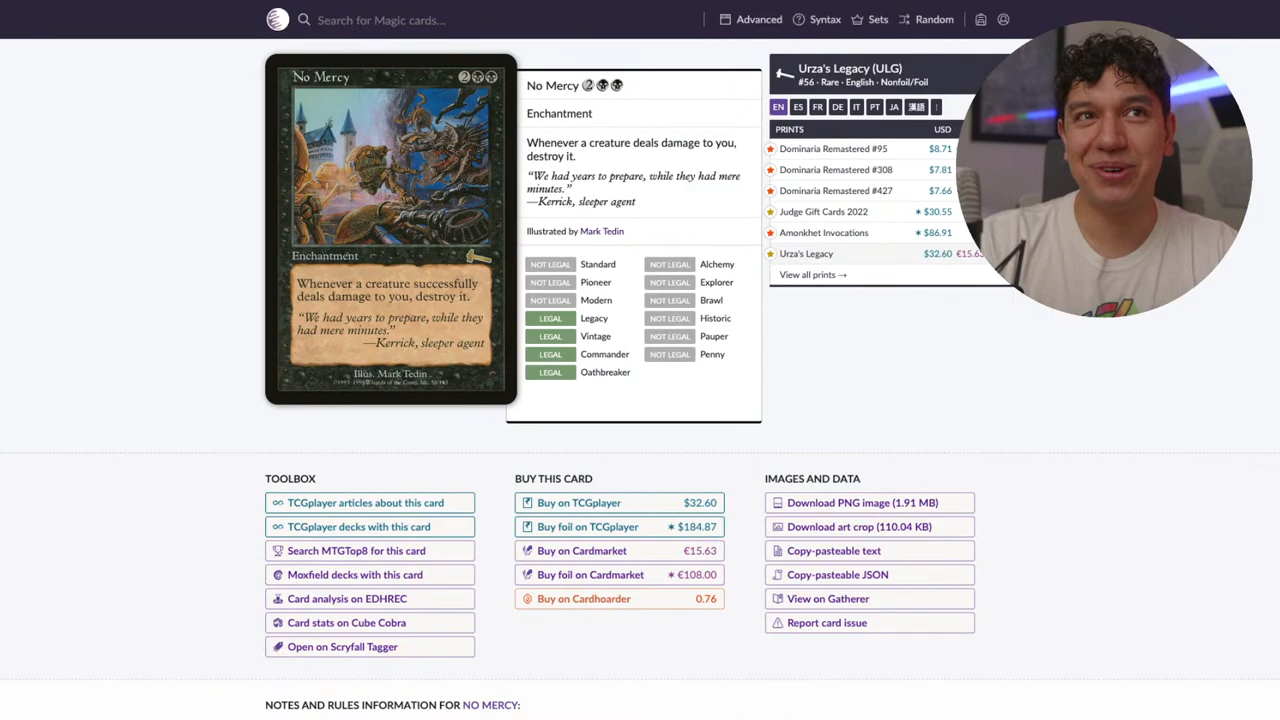 Search for Magic cards...
Advanced
Syntax
Sets
Random
No Mercy 2
Enchantment
Whenever a creature successfully
deals damage to you, destroy it.
"We had years to prepare, while they
had mere minutes."
—Kerrick, sleeper agent
Illus. Mark Tedin
No Mercy 2
Enchantment
Whenever a creature deals damage to you,
destroy it.
“We had years to prepare, while they had mere
minutes.”
—Kerrick, sleeper agent
Illustrated by Mark Tedin
NOT LEGAL Standard NOT LEGAL Alchemy
NOT LEGAL Pioneer NOT LEGAL Explorer
NOT LEGAL Modern NOT LEGAL Brawl
LEGAL Legacy NOT LEGAL Historic
LEGAL Vintage NOT LEGAL Pauper
LEGAL Commander NOT LEGAL Penny
LEGAL Oathbreaker
Urza's Legacy (ULG)
#56 · Rare · English · Nonfoil/Foil
EN ES FR DE IT PT JA 漢語
PRINTS USD
Dominaria Remastered #95 $8.71
Dominaria Remastered #308 $7.81
Dominaria Remastered #427 $7.66
Judge Gift Cards 2022 ✶ $30.55
Amonkhet Invocations ✶ $86.91
Urza's Legacy $32.60 €15.63
View all prints →
TOOLBOX
TCGplayer articles about this card
TCGplayer decks with this card
Search MTGTop8 for this card
Moxfield decks with this card
Card analysis on EDHREC
Card stats on Cube Cobra
Open on Scryfall Tagger
BUY THIS CARD
Buy on TCGplayer $32.60
Buy foil on TCGplayer ✶ $184.87
Buy on Cardmarket €15.63
Buy foil on Cardmarket ✶ €108.00
Buy on Cardhoarder 0.76
IMAGES AND DATA
Download PNG image (1.91 MB)
Download art crop (110.04 KB)
Copy-pasteable text
Copy-pasteable JSON
View on Gatherer
Report card issue
NOTES AND RULES INFORMATION FOR NO MERCY: